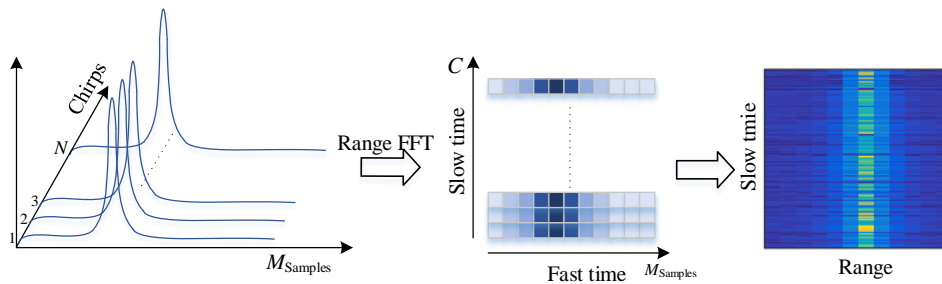 Chirps
N
3
2
1
M_Samples
Range FFT
C
Slow time
Fast time
M_Samples
Slow tmie
Range